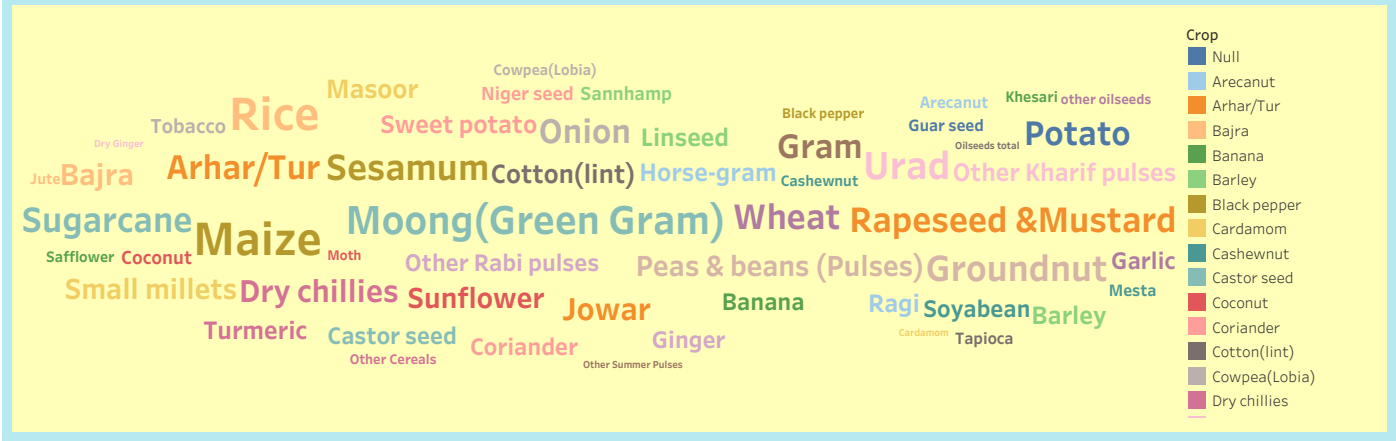 Cowpea(Lobia)
Masoor
Niger seed Sannhamp
Rice
Black pepper
Arecanut
Khesari other oilseeds
Tobacco
Sweet potato
Onion
Linseed
Guar seed
Potato
Dry Ginger
Gram
Oilseeds total
Jute Bajra
Arhar/Tur
Sesamum
Cotton(lint)
Horse-gram
Cashewnut
Urad
Other Kharif pulses
Sugarcane
Maize
Moong(Green Gram)
Wheat
Rapeseed &Mustard
Safflower
Coconut
Moth
Other Rabi pulses
Peas & beans (Pulses)
Groundnut
Garlic
Small millets
Dry chillies
Sunflower
Jowar
Banana
Ragi
Soyabean
Barley
Mesta
Turmeric
Castor seed
Coriander
Ginger
Cardamom
Tapioca
Other Cereals
Other Summer Pulses
Crop
Null
Arecanut
Arhar/Tur
Bajra
Banana
Barley
Black pepper
Cardamom
Cashewnut
Castor seed
Coconut
Coriander
Cotton(lint)
Cowpea(Lobia)
Dry chillies